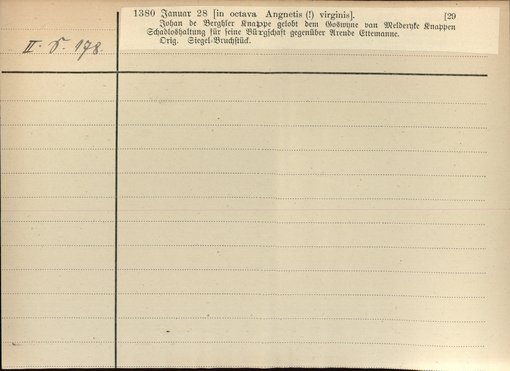 1380 Januar 28 [in octava Angnetis (!) virginis]. [29
Johan de Berghler Knappe gelobt dem Goswyne van Melderyke Knappen
Schadloshaltung für seine Bürgschaft gegenüber Arende Ettemanne.
Orig. Siegel-Bruchstück.
II. S. 178.